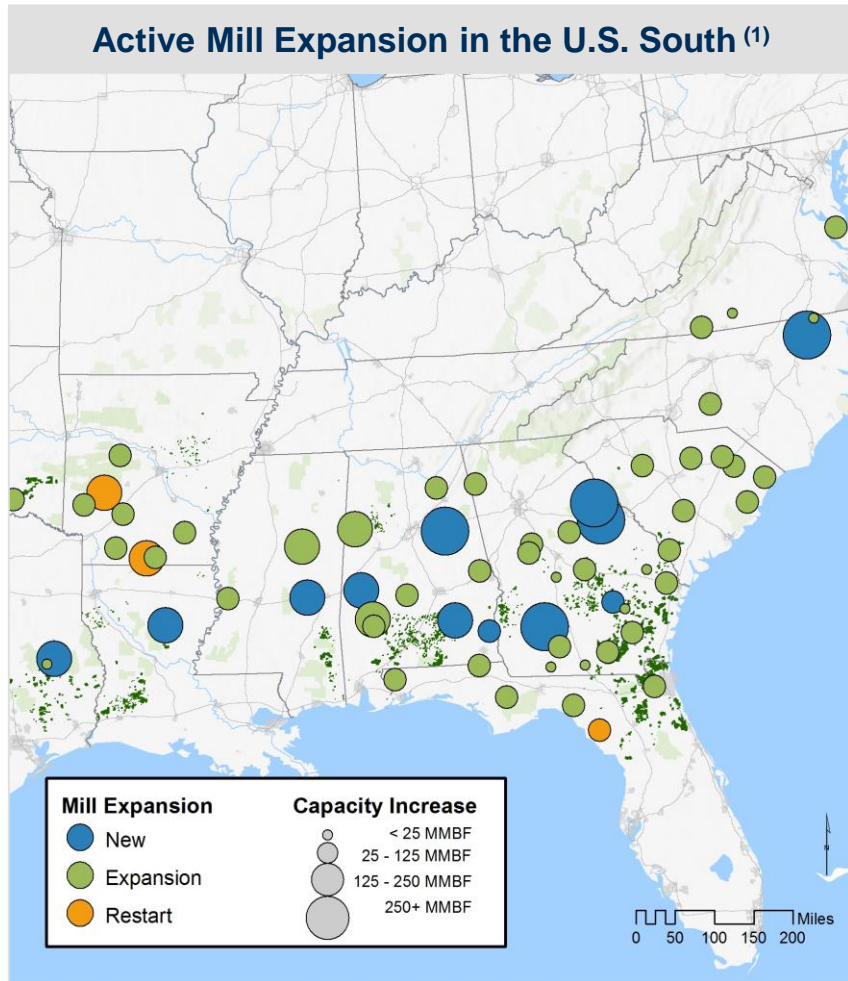 Active Mill Expansion in the U.S. South (1)
Mill Expansion
New
Expansion
Restart
Capacity Increase
< 25 MMBF
25 - 125 MMBF
125 - 250 MMBF
250+ MMBF
N
Miles
0 50 100 150 200